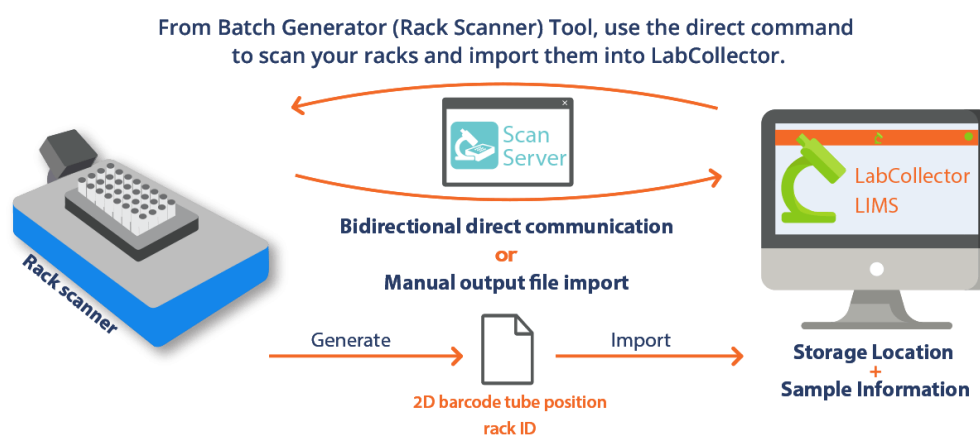 From Batch Generator (Rack Scanner) Tool, use the direct command
to scan your racks and import them into LabCollector.
Scan
Server
LabCollector
LIMS
Rack scanner
Bidirectional direct communication
or
Manual output file import
Generate
Import
2D barcode tube position
rack ID
Storage Location
+
Sample Information